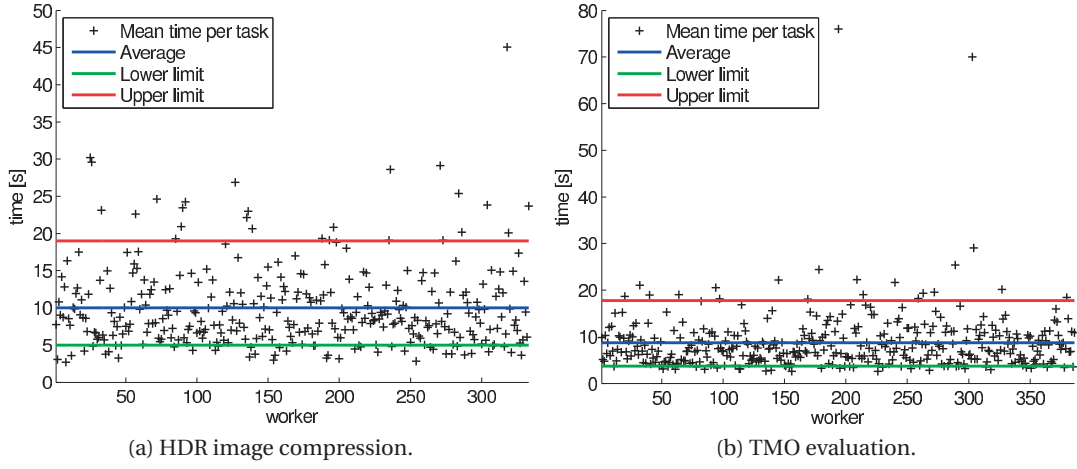 50
45
40
35
30
25
20
15
10
5
0
time [s]
Mean time per task
Average
Lower limit
Upper limit
50 100 150 200 250 300
worker
(a) HDR image compression.
80
70
60
50
40
30
20
10
0
time [s]
Mean time per task
Average
Lower limit
Upper limit
50 100 150 200 250 300 350
worker
(b) TMO evaluation.